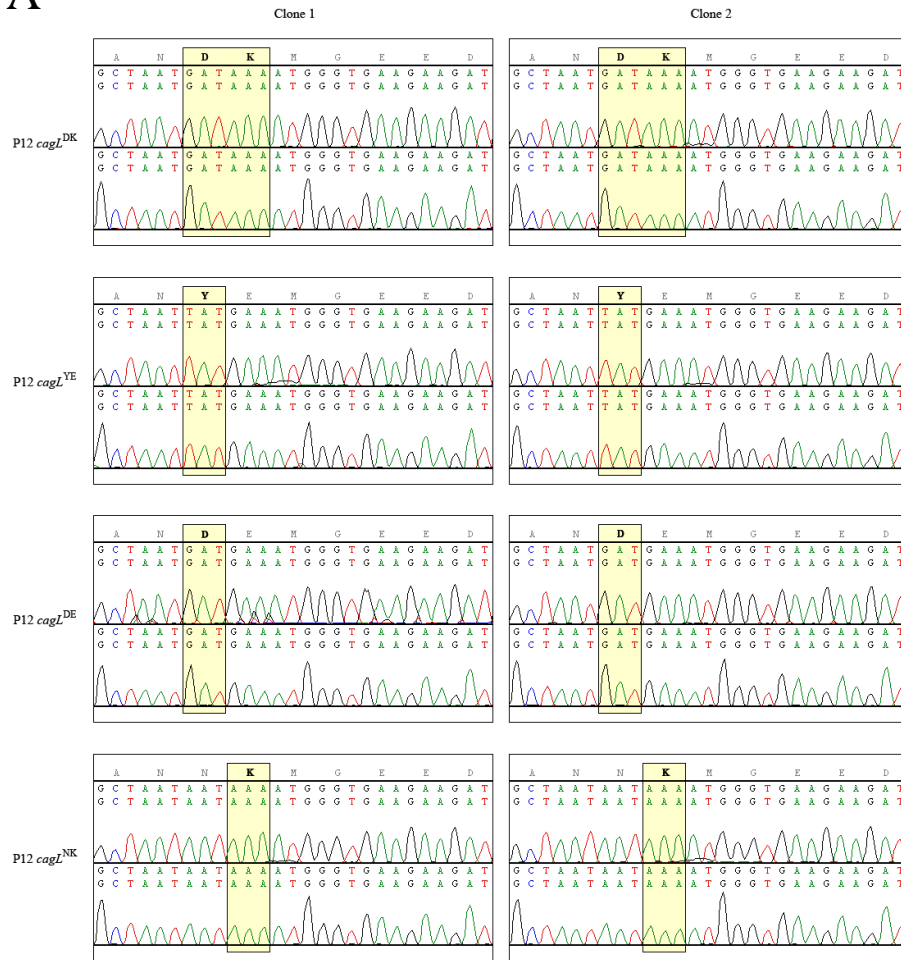 A
Clone 1
Clone 2
P12 cagL^DK
A N D K M G E E D
G C T A A T G A T A A A A T G G G T G A A G A A G A T
G C T A A T G A T A A A A T G G G T G A A G A A G A T
G C T A A T G A T A A A A T G G G T G A A G A A G A T
G C T A A T G A T A A A A T G G G T G A A G A A G A T
A N D K M G E E D
G C T A A T G A T A A A A T G G G T G A A G A A G A T
G C T A A T G A T A A A A T G G G T G A A G A A G A T
G C T A A T G A T A A A A T G G G T G A A G A A G A T
G C T A A T G A T A A A A T G G G T G A A G A A G A T
P12 cagL^YE
A N Y E M G E E D
G C T A A T T A T G A A A T G G G T G A A G A A G A T
G C T A A T T A T G A A A T G G G T G A A G A A G A T
G C T A A T T A T G A A A T G G G T G A A G A A G A T
G C T A A T T A T G A A A T G G G T G A A G A A G A T
A N Y E M G E E D
G C T A A T T A T G A A A T G G G T G A A G A A G A T
G C T A A T T A T G A A A T G G G T G A A G A A G A T
G C T A A T T A T G A A A T G G G T G A A G A A G A T
G C T A A T T A T G A A A T G G G T G A A G A A G A T
P12 cagL^DE
A N D E M G E E D
G C T A A T G A T G A A A T G G G T G A A G A A G A T
G C T A A T G A T G A A A T G G G T G A A G A A G A T
G C T A A T G A T G A A A T G G G T G A A G A A G A T
G C T A A T G A T G A A A T G G G T G A A G A A G A T
A N D E M G E E D
G C T A A T G A T G A A A T G G G T G A A G A A G A T
G C T A A T G A T G A A A T G G G T G A A G A A G A T
G C T A A T G A T G A A A T G G G T G A A G A A G A T
G C T A A T G A T G A A A T G G G T G A A G A A G A T
P12 cagL^NK
A N N K M G E E D
G C T A A T A A T A A A A T G G G T G A A G A A G A T
G C T A A T A A T A A A A T G G G T G A A G A A G A T
G C T A A T A A T A A A A T G G G T G A A G A A G A T
G C T A A T A A T A A A A T G G G T G A A G A A G A T
A N N K M G E E D
G C T A A T A A T A A A A T G G G T G A A G A A G A T
G C T A A T A A T A A A A T G G G T G A A G A A G A T
G C T A A T A A T A A A A T G G G T G A A G A A G A T
G C T A A T A A T A A A A T G G G T G A A G A A G A T